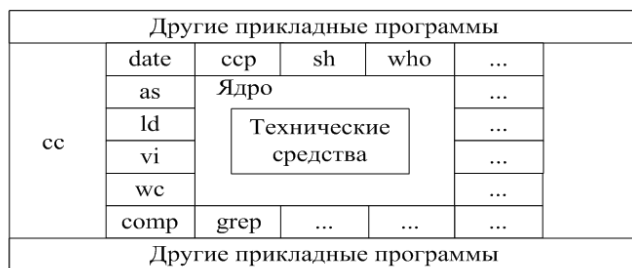 Другие прикладные программы
date ccp sh who ...
as Ядро ...
ld Технические ...
cc
vi средства ...
wc ...
comp grep ... ... ...
Другие прикладные программы